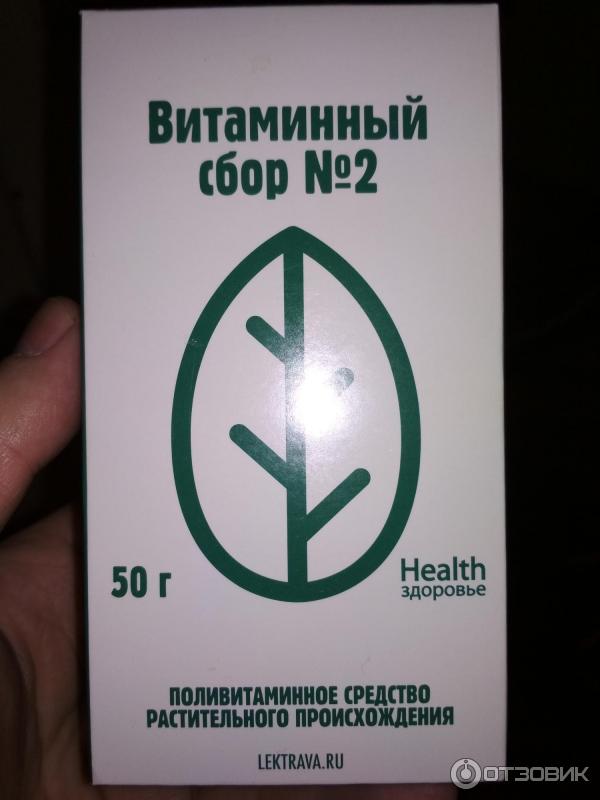 Витаминный
сбор №2
50 г
Health
здоровье
ПОЛИВИТАМИННОЕ СРЕДСТВО
РАСТИТЕЛЬНОГО ПРОИСХОЖДЕНИЯ
LEKTRAVA.RU
ОТЗОВИК